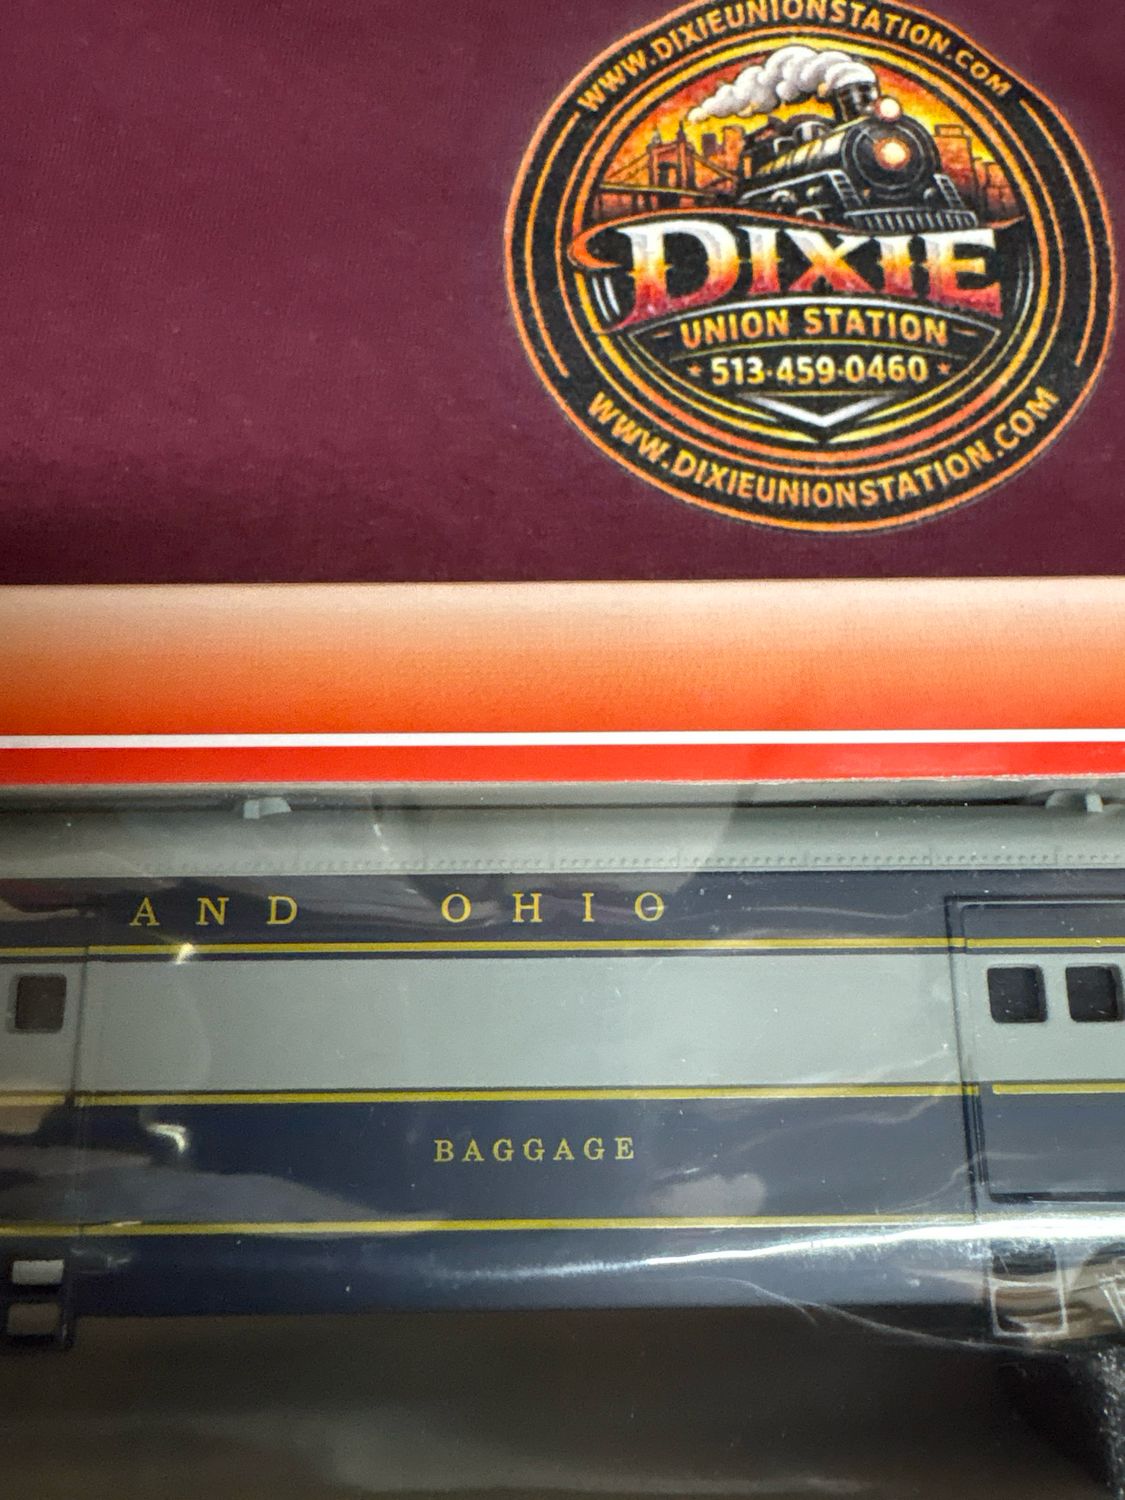 WWW.DIXIEUNIONSTATION.COM
DIXIE
UNION STATION
513-459-0460
WWW.DIXIEUNIONSTATION.COM
AND OHIO
BAGGAGE